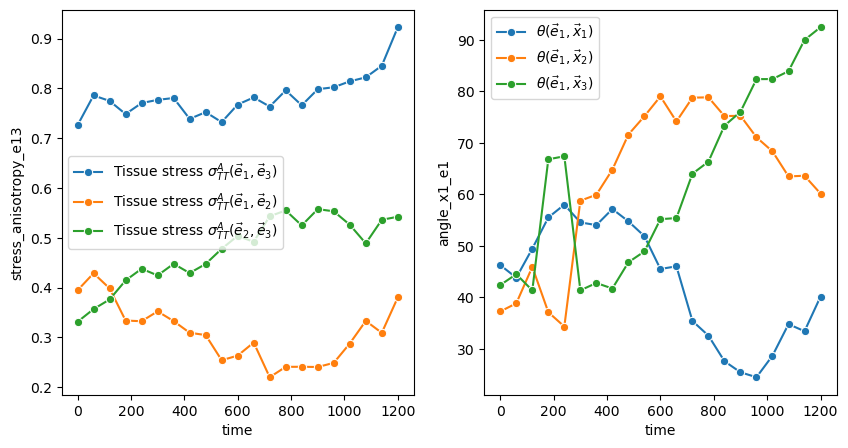 0.9
0.8
0.7
0.6
0.5
0.4
0.3
0.2
stress_anisotropy_e13
Tissue stress σ^A_TT(e⃗₁, e⃗₃)
Tissue stress σ^A_TT(e⃗₁, e⃗₂)
Tissue stress σ^A_TT(e⃗₂, e⃗₃)
0 200 400 600 800 1000 1200
time
90
80
70
60
50
40
30
angle_x1_e1
θ(e⃗₁, x⃗₁)
θ(e⃗₁, x⃗₂)
θ(e⃗₁, x⃗₃)
0 200 400 600 800 1000 1200
time